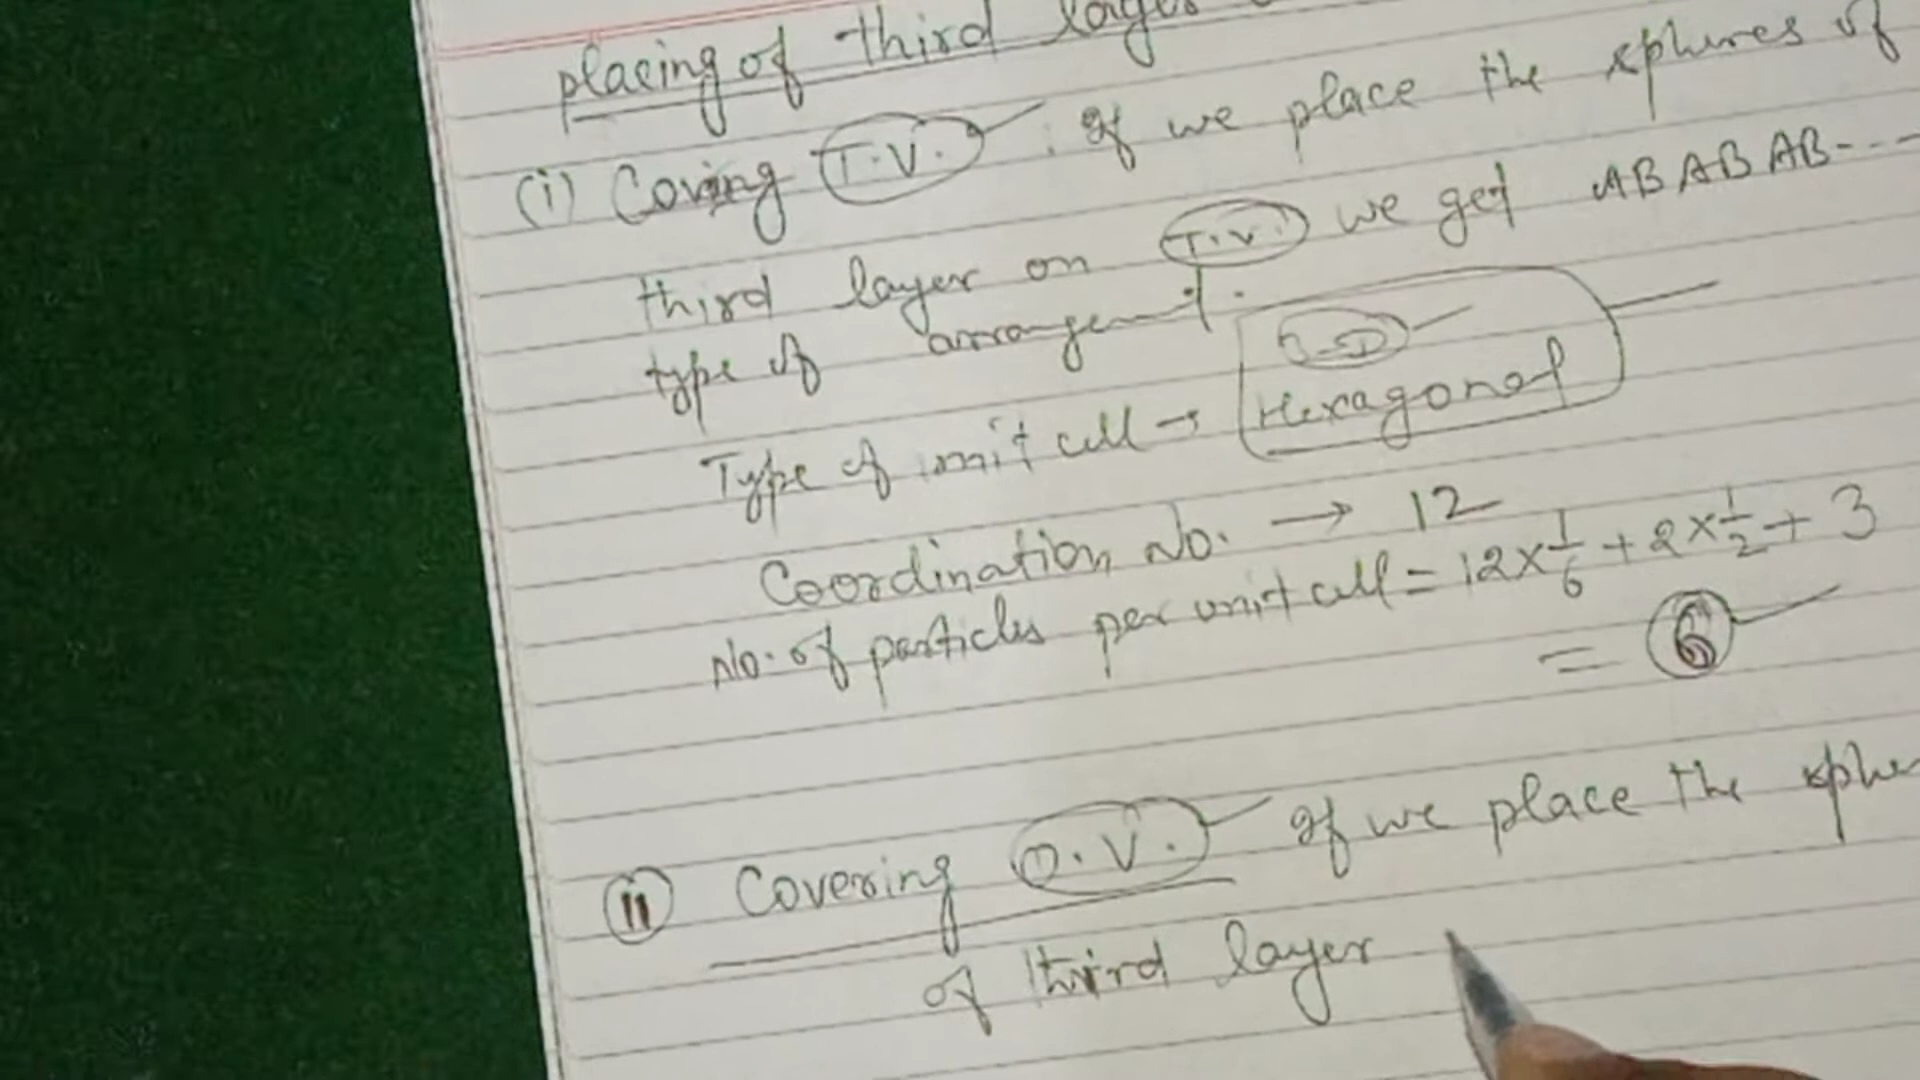 placing of third layer
(i) Coving T.V. : If we place the spheres of
third layer on T.V. we get ABABAB---
type of arrangement.
3-D
Type of unit cell → Hexagonal
Coordination No. → 12
No. of particles per unit cell = 12×1/6 + 2×1/2 + 3
= 6
(ii) Covering O.V. If we place the sphe
of third layer